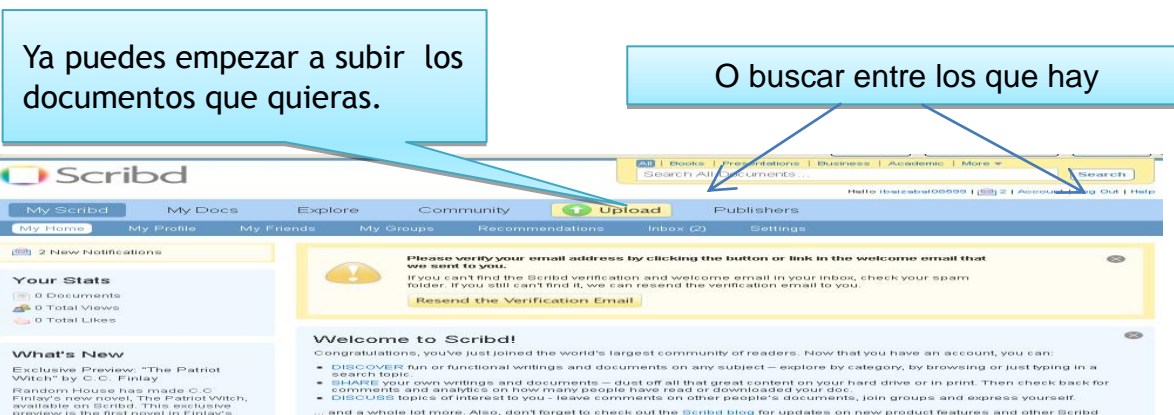 Ya puedes empezar a subir los
documentos que quieras.
O buscar entre los que hay
Scribd
All | Books | Presentations | Business | Academic | More
Search All Documents...
Search
Hello | 2 | Account | Log Out | Help
My Scribd My Docs Explore Community Upload Publishers
My Home My Profile My Friends My Groups Recommendations Inbox (2) Settings
2 New Notifications
Your Stats
0 Documents
0 Total Views
0 Total Likes
What's New
Exclusive Preview: "The Patriot
Witch" by C.C. Finlay
Random House has made C.C
Finlay's new novel, The Patriot Witch,
available on Scribd. This exclusive
preview is the first novel in Finlay's
Please verify your email address by clicking the button or link in the welcome email that
we sent to you.
If you can't find the Scribd verification and welcome email in your inbox, check your spam
folder. If you still can't find it, we can resend the verification email to you.
Resend the Verification Email
Welcome to Scribd!
Congratulations, you've just joined the world's largest community of readers. Now that you have an account, you can:
DISCOVER fun or functional writings and documents on any subject – explore by category, by browsing or just typing in a
search topic.
SHARE your own writings and documents – dust off all that great content on your hard drive or in print. Then check back for
comments and analytics on how many people have read or downloaded your doc.
DISCUSS topics of interest to you - leave comments on other people's documents, join groups and express yourself.
... and a whole lot more. Also, don't forget to check out the Scribd blog for updates on new product features and other Scribd